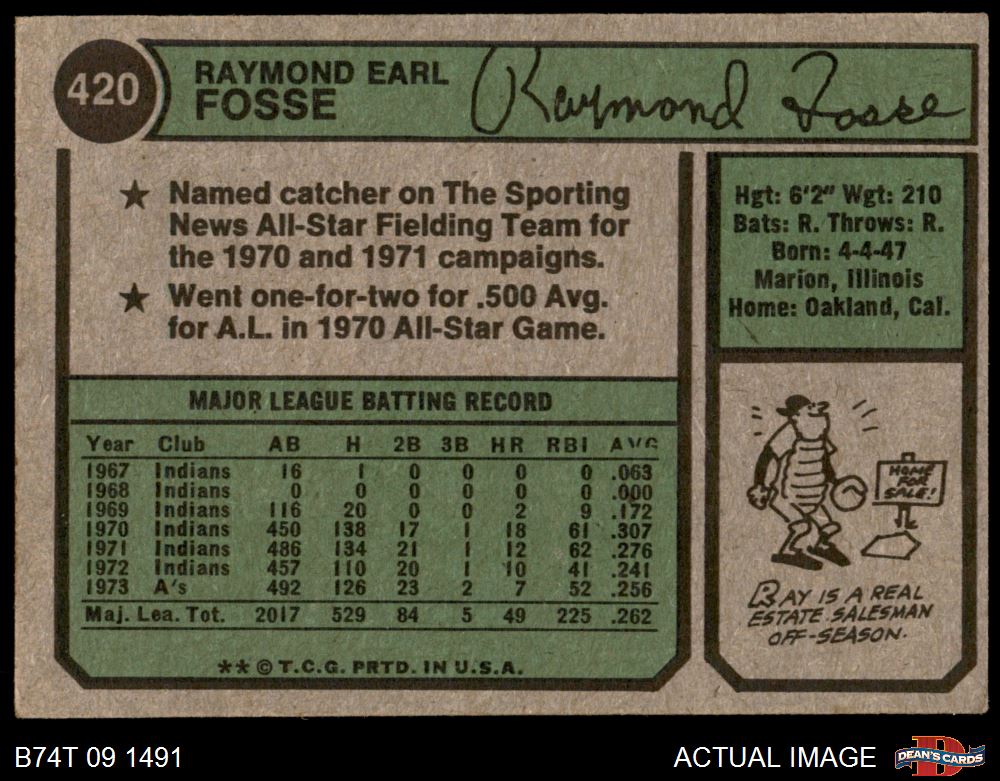 420
RAYMOND EARL
FOSSE
Raymond Fosse
★ Named catcher on The Sporting
News All-Star Fielding Team for
the 1970 and 1971 campaigns.
★ Went one-for-two for .500 Avg.
for A.L. in 1970 All-Star Game.
Hgt: 6'2" Wgt: 210
Bats: R. Throws: R.
Born: 4-4-47
Marion, Illinois
Home: Oakland, Cal.
MAJOR LEAGUE BATTING RECORD
Year Club AB H 2B 3B HR RBI AVG
1967 Indians 16 1 0 0 0 0 .063
1968 Indians 0 0 0 0 0 0 .000
1969 Indians 116 20 0 0 2 9 .172
1970 Indians 450 138 17 1 18 61 .307
1971 Indians 486 134 21 1 12 62 .276
1972 Indians 457 110 20 1 10 41 .241
1973 A's 492 126 23 2 7 52 .256
Maj. Lea. Tot. 2017 529 84 5 49 225 .262
** © T.C.G. PRTD. IN U.S.A.
HOME
FOR
SALE!
RAY IS A REAL
ESTATE SALESMAN
OFF-SEASON.
B74T 09 1491
ACTUAL IMAGE
D
DEAN'S CARDS